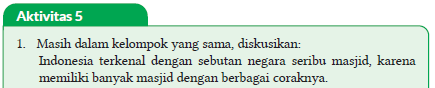 Aktivitas 5
1. Masih dalam kelompok yang sama, diskusikan:
Indonesia terkenal dengan sebutan negara seribu masjid, karena
memiliki banyak masjid dengan berbagai coraknya.